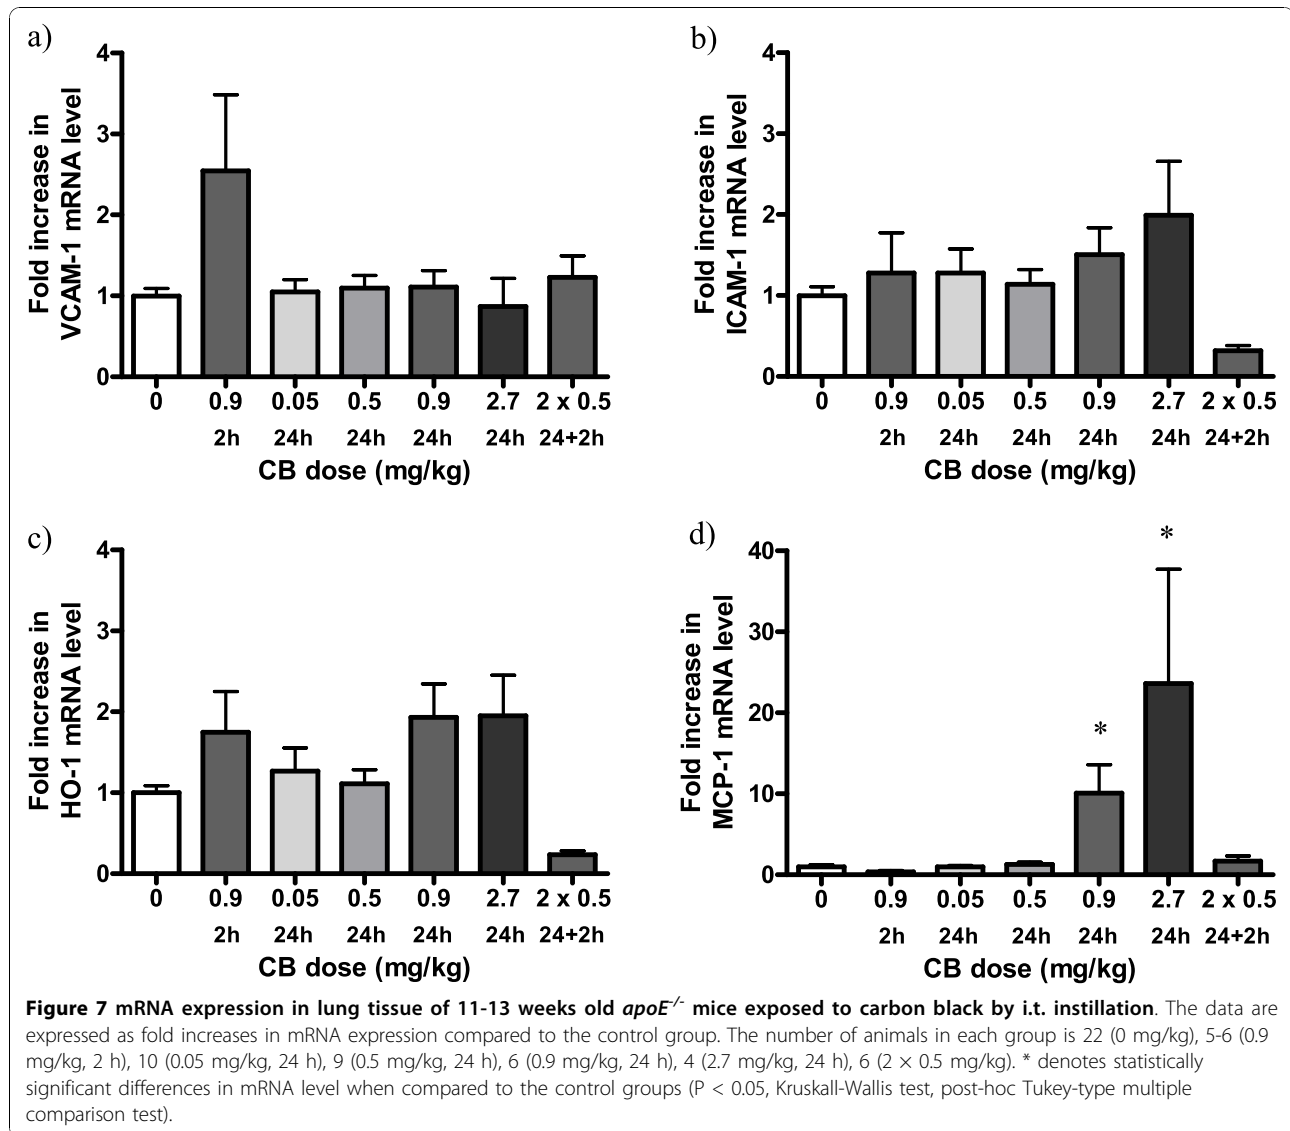 a)
4
3
2
1
0
Fold increase in
VCAM-1 mRNA level
0 0.9 0.05 0.5 0.9 2.7 2 x 0.5
2h 24h 24h 24h 24h 24+2h
CB dose (mg/kg)
b)
4
3
2
1
0
Fold increase in
ICAM-1 mRNA level
0 0.9 0.05 0.5 0.9 2.7 2 x 0.5
2h 24h 24h 24h 24h 24+2h
CB dose (mg/kg)
c)
4
3
2
1
0
Fold increase in
HO-1 mRNA level
0 0.9 0.05 0.5 0.9 2.7 2 x 0.5
2h 24h 24h 24h 24h 24+2h
CB dose (mg/kg)
d)
40
30
20
10
0
Fold increase in
MCP-1 mRNA level
*
*
0 0.9 0.05 0.5 0.9 2.7 2 x 0.5
2h 24h 24h 24h 24h 24+2h
CB dose (mg/kg)
Figure 7 mRNA expression in lung tissue of 11-13 weeks old apoE-/- mice exposed to carbon black by i.t. instillation. The data are
expressed as fold increases in mRNA expression compared to the control group. The number of animals in each group is 22 (0 mg/kg), 5-6 (0.9
mg/kg, 2 h), 10 (0.05 mg/kg, 24 h), 9 (0.5 mg/kg, 24 h), 6 (0.9 mg/kg, 24 h), 4 (2.7 mg/kg, 24 h), 6 (2 × 0.5 mg/kg). * denotes statistically
significant differences in mRNA level when compared to the control groups (P < 0.05, Kruskall-Wallis test, post-hoc Tukey-type multiple
comparison test).